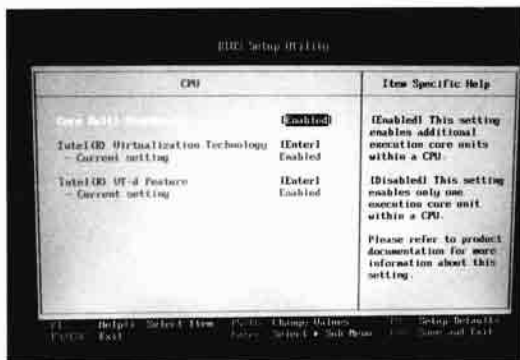 BIOS Setup Utility
CPU
Item Specific Help
Core Multi-Processing [Enabled]
Intel(R) Virtualization Technology [Enter]
- Current setting Enabled
Intel(R) VT-d Feature [Enter]
- Current setting Enabled
[Enabled] This setting
enables additional
execution core units
within a CPU.
[Disabled] This setting
enables only one
execution core unit
within a CPU.
Please refer to product
documentation for more
information about this
setting.
Help Select Item Change Values Setup Defaults
Exit Enter Select ▸ Sub Menu Save and Exit